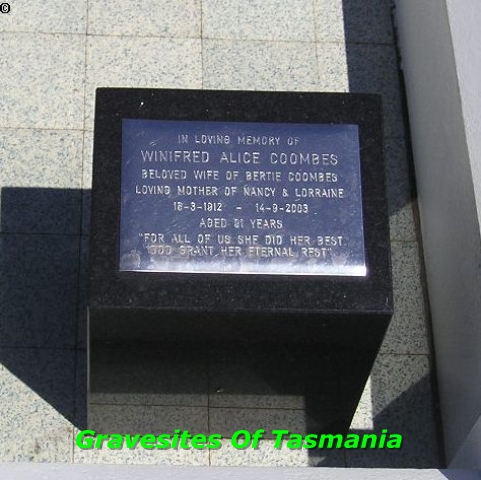 ©
IN LOVING MEMORY OF
WINIFRED ALICE COOMBES
BELOVED WIFE OF BERTIE COOMBES
LOVING MOTHER OF NANCY & LORRAINE
18-3-1912 - 14-9-2003
AGED 91 YEARS
"FOR ALL OF US SHE DID HER BEST,
GOD GRANT HER ETERNAL REST"
Gravesites Of Tasmania